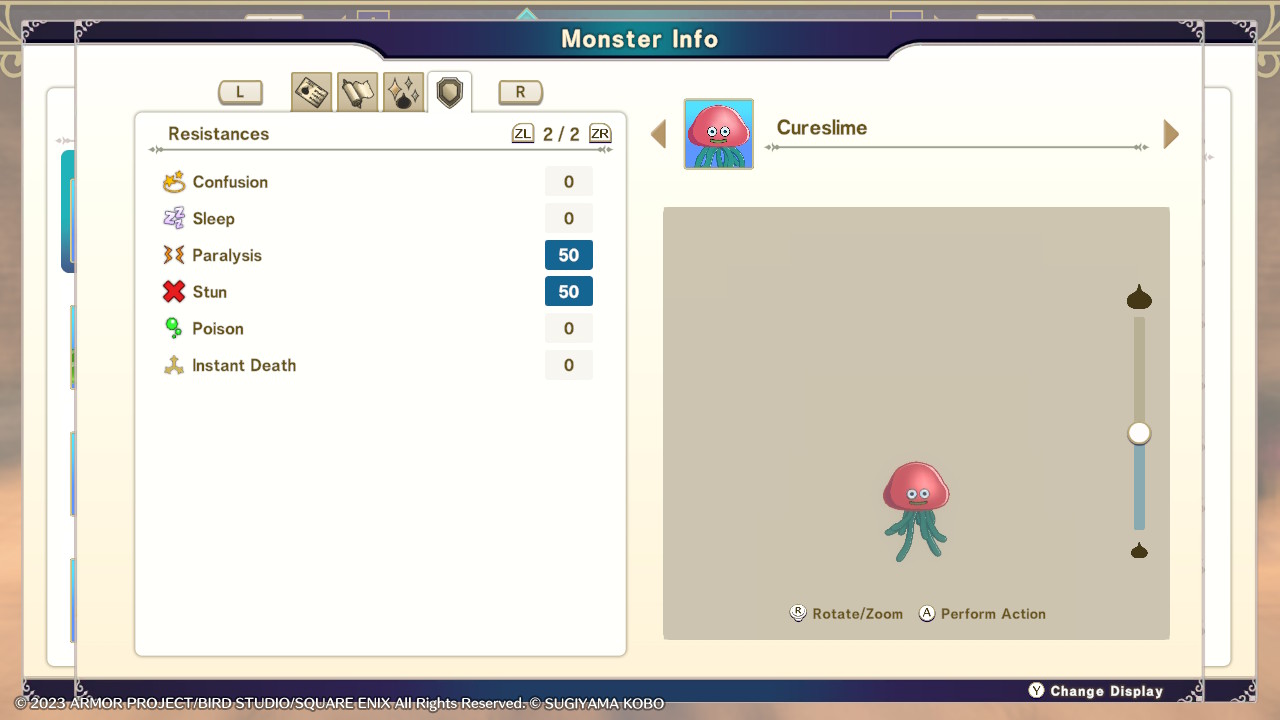 Monster Info
L
R
Resistances
ZL 2 / 2 ZR
Confusion 0
Sleep 0
Paralysis 50
Stun 50
Poison 0
Instant Death 0
Cureslime
R Rotate/Zoom A Perform Action
Y Change Display
© 2023 ARMOR PROJECT/BIRD STUDIO/SQUARE ENIX All Rights Reserved. © SUGIYAMA KOBO